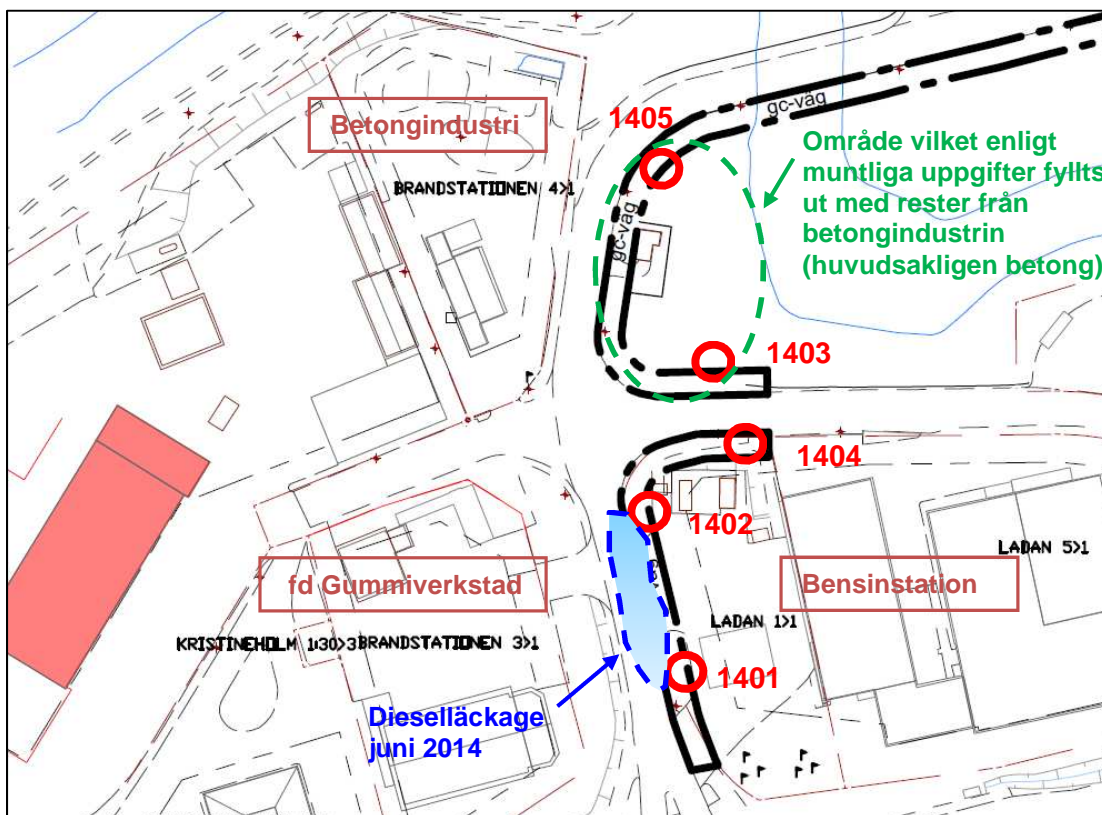 gc-väg
1405
Betongindustri
Område vilket enligt
muntliga uppgifter fyllts
ut med rester från
betongindustrin
(huvudsakligen betong)
BRANDSTATIONEN 4>1
gc-väg
1403
1404
1402
LADAN 5>1
fd Gummiverkstad
Bensinstation
LADAN 1>1
KRISTINEHOLM 1:30>3
BRANDSTATIONEN 3>1
1401
Dieselläckage
juni 2014